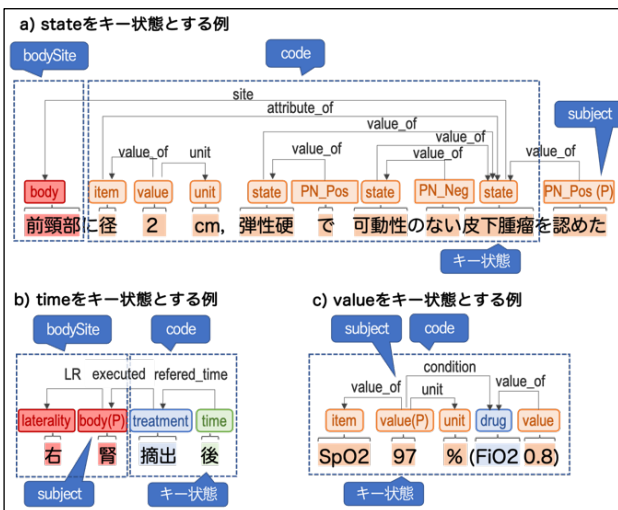 a) stateをキー状態とする例
bodySite
code
site
attribute_of
value_of
value_of
subject
value_of unit
value_of
value_of
body item value unit state PN_Pos state PN_Neg state PN_Pos (P)
前頸部に径 2 cm, 弾性硬 で 可動性のない皮下腫瘤を認めた
キー状態
b) timeをキー状態とする例
bodySite
code
LR executed refered_time
laterality body(P) treatment time
右 腎 摘出 後
subject
キー状態
c) valueをキー状態とする例
subject
code
condition
value_of unit value_of
item value(P) unit drug value
SpO2 97 % (FiO2 0.8)
キー状態